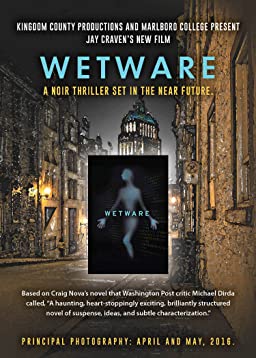 KINGDOM COUNTY PRODUCTIONS AND MARLBORO COLLEGE PRESENT
JAY CRAVEN'S NEW FILM
WETWARE
A NOIR THRILLER SET IN THE NEAR FUTURE.
WETWARE
Based on Craig Nova's novel that Washington Post critic Michael Dirda
called, "A haunting, heart-stoppingly exciting, brilliantly structured
novel of suspense, ideas, and subtle characterization."
PRINCIPAL PHOTOGRAPHY: APRIL AND MAY, 2016.